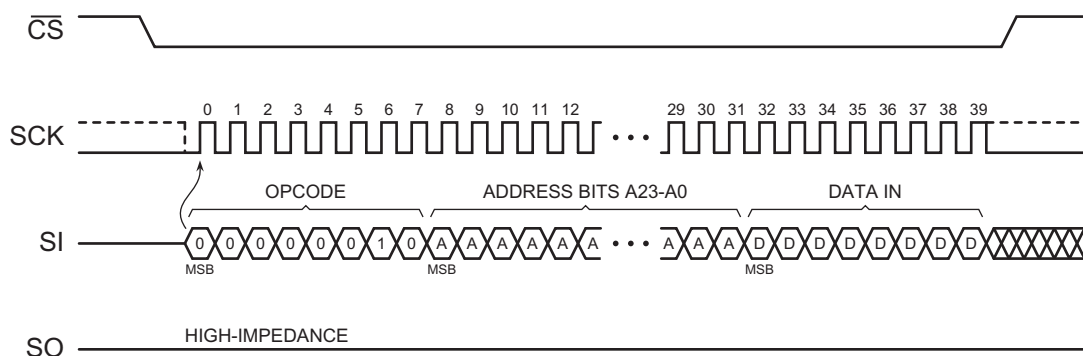 CS
0 1 2 3 4 5 6 7 8 9 10 11 12 29 30 31 32 33 34 35 36 37 38 39
SCK
OPCODE ADDRESS BITS A23-A0 DATA IN
SI 0 0 0 0 0 0 1 0 A A A A A A A A A D D D D D D D D
MSB MSB MSB
HIGH-IMPEDANCE
SO